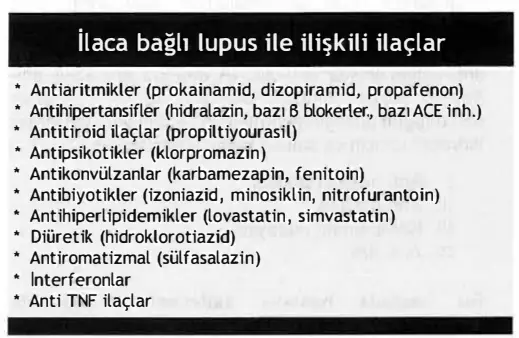 İlaca bağlı lupus ile ilişkili ilaçlar
* Antiaritmikler (prokainamid, dizopiramid, propafenon)
* Antihipertansifler (hidralazin, bazı ß blokerler, bazı ACE inh.)
* Antitiroid ilaçlar (propiltiyourasil)
* Antipsikotikler (klorpromazin)
* Antikonvülzanlar (karbamezapin, fenitoin)
* Antibiyotikler (izoniazid, minosiklin, nitrofurantoin)
* Antihiperlipidemikler (lovastatin, simvastatin)
* Diüretik (hidroklorotiazid)
* Antiromatizmal (sülfasalazin)
* İnterferonlar
* Anti TNF ilaçlar